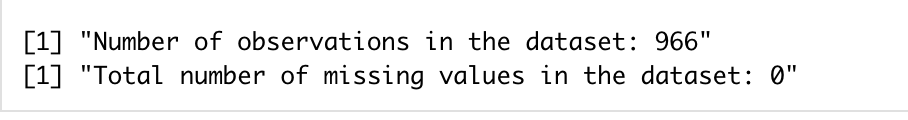 [1] "Number of observations in the dataset: 966"
[1] "Total number of missing values in the dataset: 0"